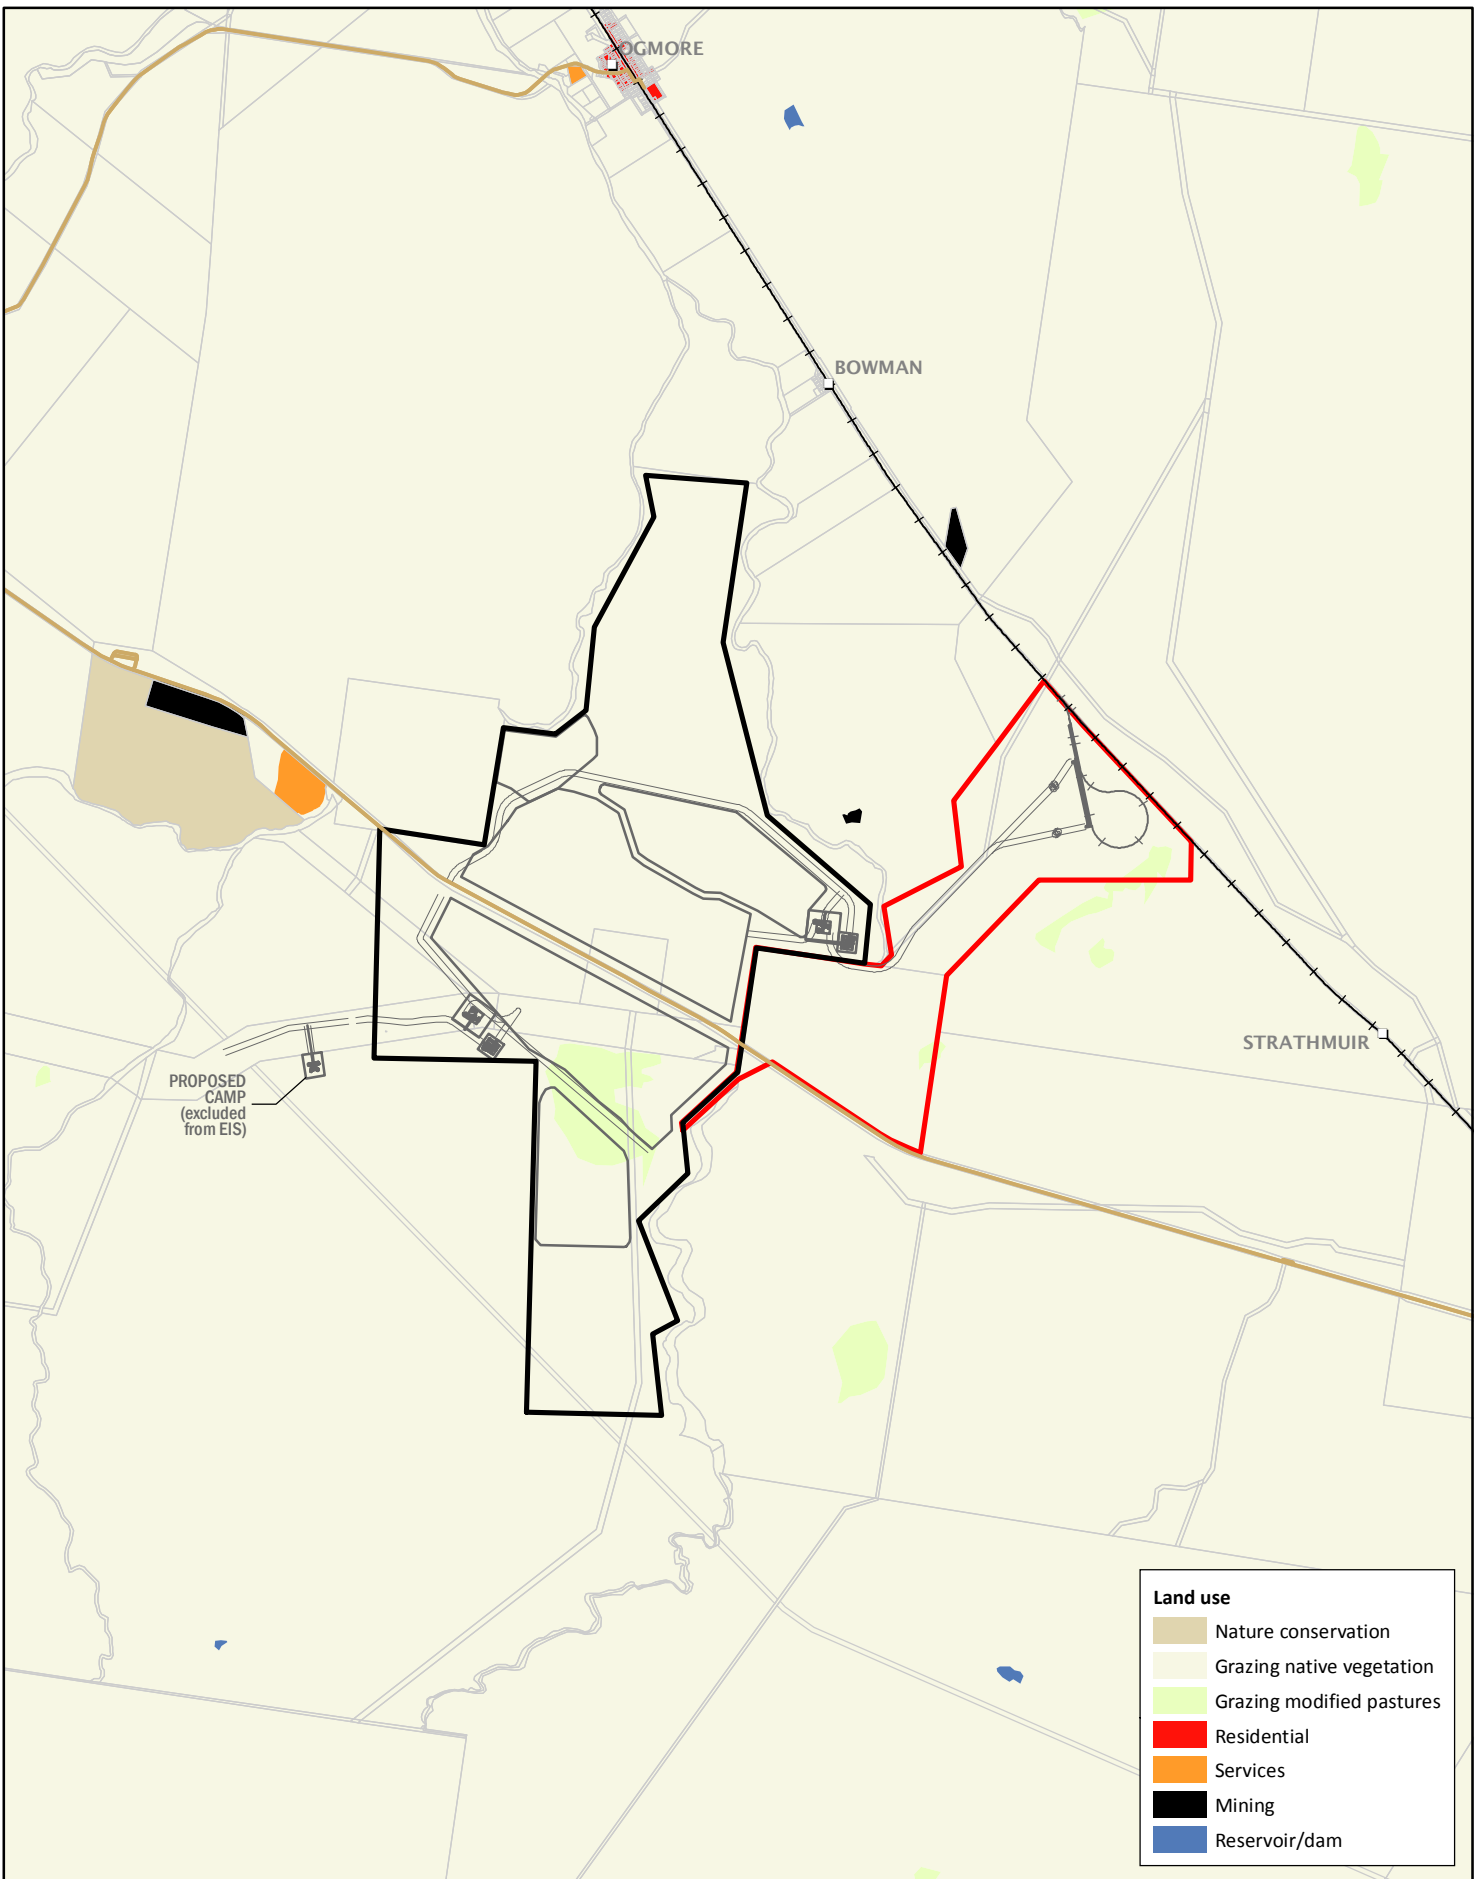 OGMORE
BOWMAN
STRATHMUIR
PROPOSED
CAMP
(excluded
from EIS)
Land use
Nature conservation
Grazing native vegetation
Grazing modified pastures
Residential
Services
Mining
Reservoir/dam